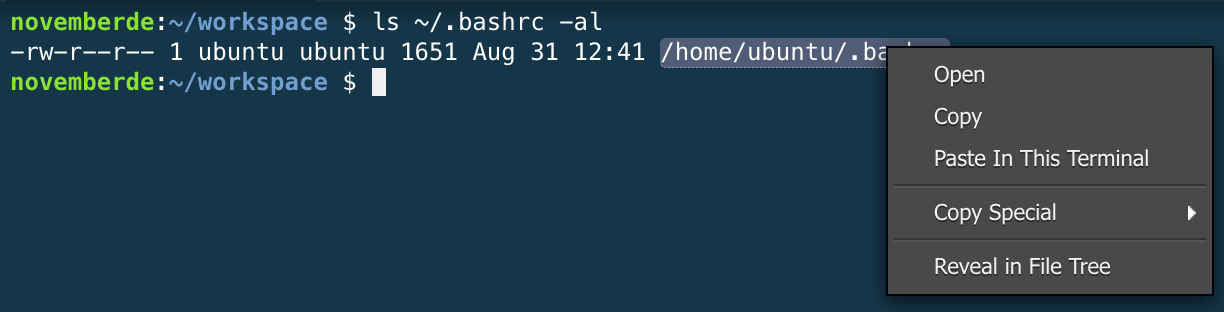 novemberde:~/workspace $ ls ~/.bashrc -al
-rw-r--r-- 1 ubuntu ubuntu 1651 Aug 31 12:41 /home/ubuntu/.ba
novemberde:~/workspace $
Open
Copy
Paste In This Terminal
Copy Special
Reveal in File Tree